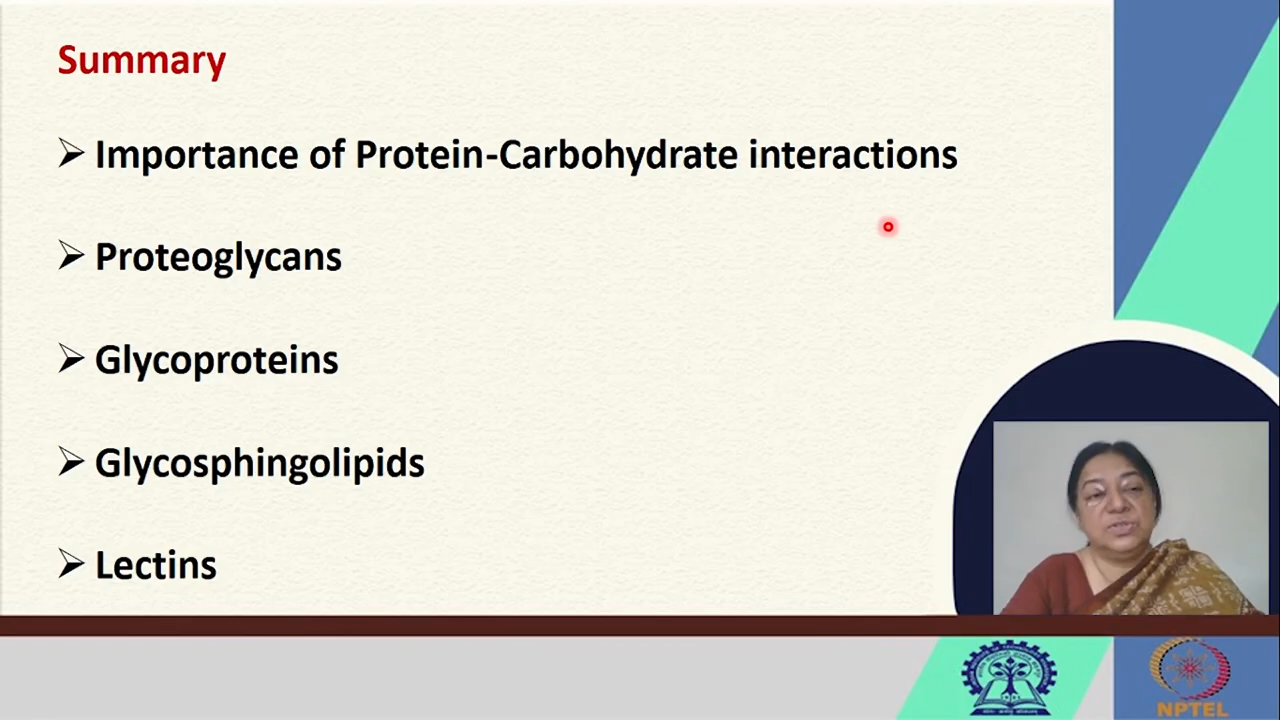 Summary
➢ Importance of Protein-Carbohydrate interactions
➢ Proteoglycans
➢ Glycoproteins
➢ Glycosphingolipids
➢ Lectins
NPTEL